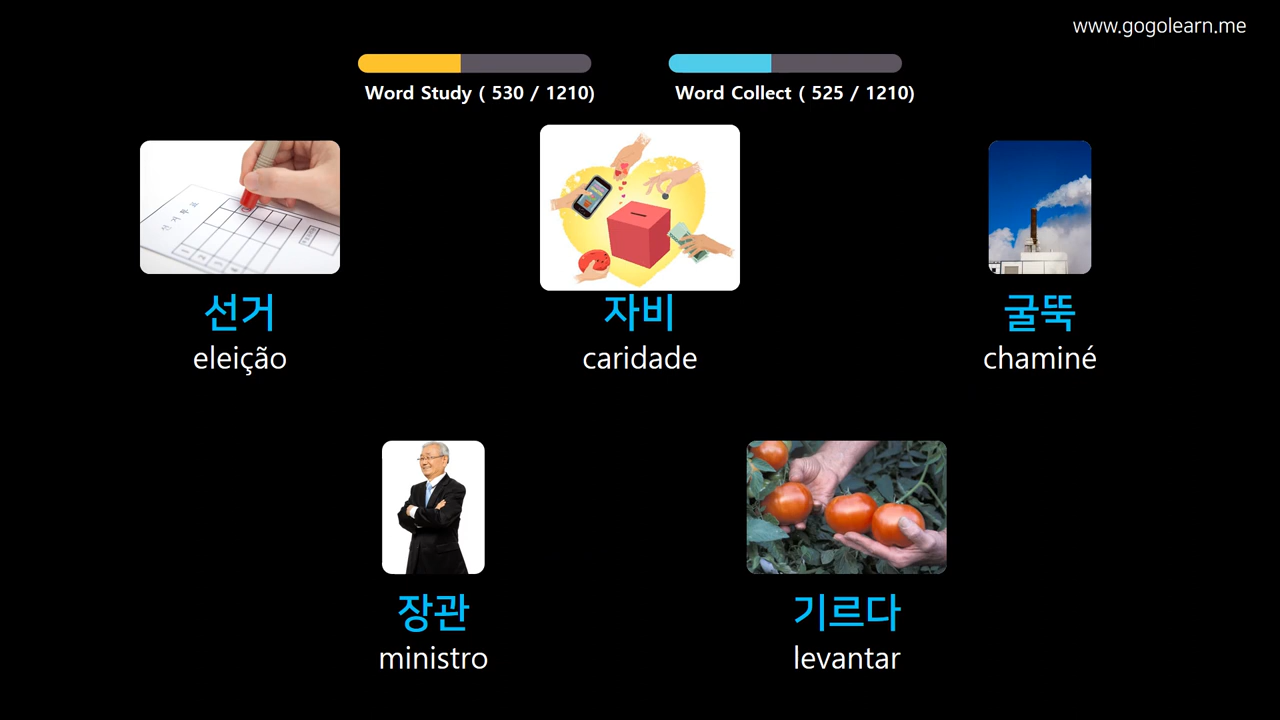 www.gogolearn.me
Word Study ( 530 / 1210)
Word Collect ( 525 / 1210)
선거
eleição
자비
caridade
굴뚝
chaminé
장관
ministro
기르다
levantar